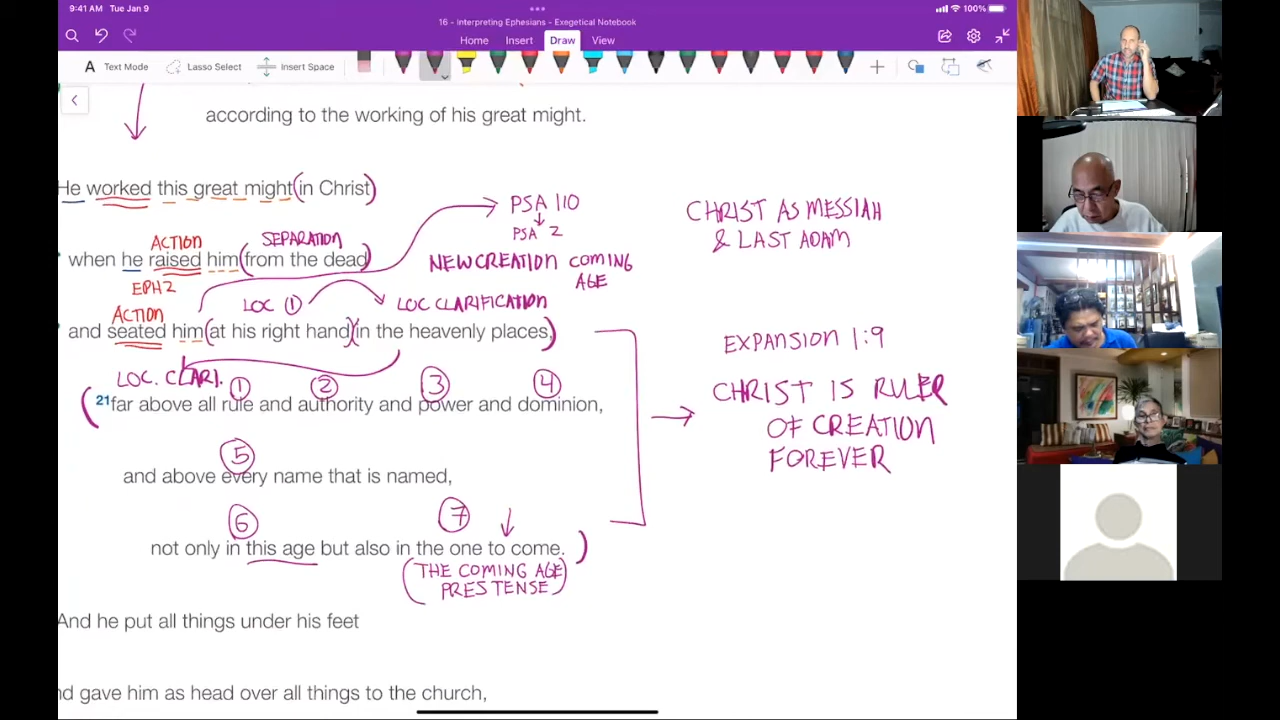 9:41 AM Tue Jan 9
100%
16 - Interpreting Ephesians - Exegetical Notebook
Home Insert Draw View
A Text Mode Lasso Select Insert Space
according to the working of his great might.
He worked this great might (in Christ)
PSA 110
PSA 2
CHRIST AS MESSIAH
& LAST ADAM
ACTION SEPARATION
when he raised him (from the dead)
NEW CREATION COMING
AGE
EPH 2
ACTION
LOC ① LOC CLARIFICATION
and seated him (at his right hand) (in the heavenly places,)
EXPANSION 1:9
LOC. CLARI. ① ② ③ ④
(21 far above all rule and authority and power and dominion,
CHRIST IS RULER
OF CREATION
FOREVER
⑤
and above every name that is named,
⑥ ⑦
not only in this age but also in the one to come. )
(THE COMING AGE
PRES TENSE)
And he put all things under his feet
nd gave him as head over all things to the church,